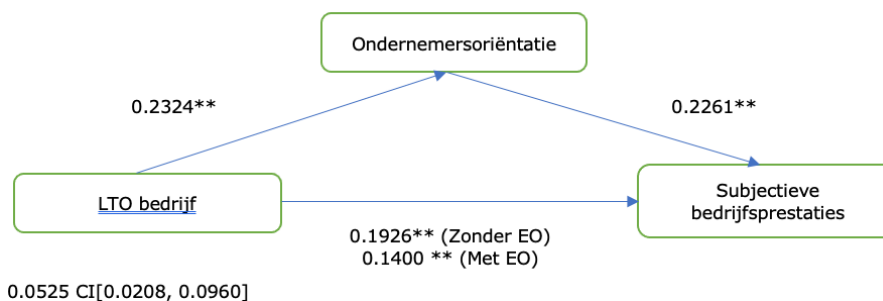 Ondernemersoriëntatie
0.2324**
0.2261**
LTO bedrijf
Subjectieve
bedrijfsprestaties
0.1926** (Zonder EO)
0.1400 ** (Met EO)
0.0525 CI[0.0208, 0.0960]